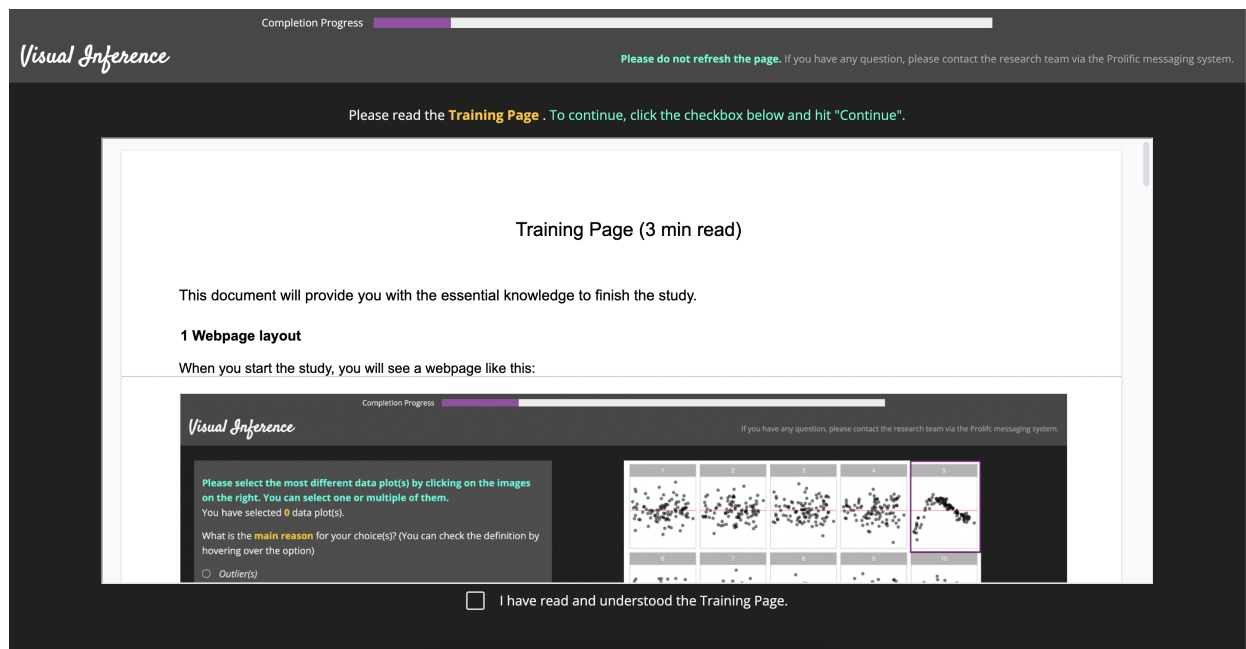 Completion Progress
Visual Inference
Please do not refresh the page. If you have any question, please contact the research team via the Prolific messaging system.
Please read the Training Page . To continue, click the checkbox below and hit "Continue".
Training Page (3 min read)
This document will provide you with the essential knowledge to finish the study.
1 Webpage layout
When you start the study, you will see a webpage like this:
Completion Progress
Visual Inference
If you have any question, please contact the research team via the Prolifc messaging system.
Please select the most different data plot(s) by clicking on the images
on the right. You can select one or multiple of them.
You have selected 0 data plot(s).
What is the main reason for your choice(s)? (You can check the definition by
hovering over the option)
Outlier(s)
1 2 3 4 5
6 7 8 9 10
I have read and understood the Training Page.